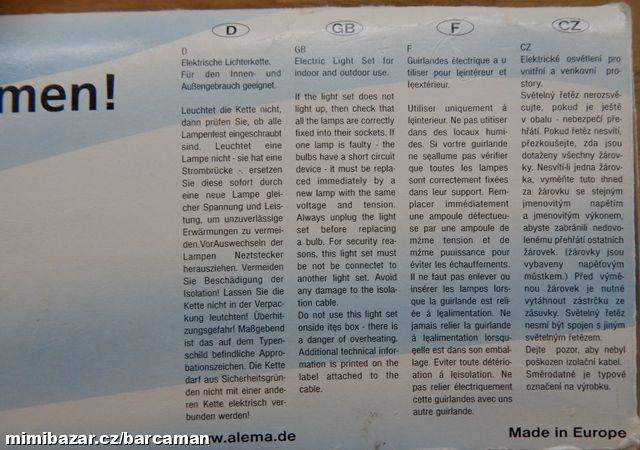 men!
D
D
Elektrische Lichterkette.
Für den Innen- und
Außengebrauch geeignet.
Leuchtet die Kette nicht,
dann prüfen Sie, ob alle
Lampenfest eingeschraubt
sind. Leuchtet eine
Lampe nicht - sie hat eine
Strombrücke -. ersetzen
Sie diese sofort durch
eine neue Lampe glei-
cher Spannung und Leis-
tung, um unzuverlässige
Erwärmungen zu vermei-
den.VorAuswechseln der
Lampen Neztstecker
herausziehen. Vermeiden
Sie Beschädigung der
Isolation! Lassen Sie die
Kette nicht in der Verpac-
kung leutchten! Überhit-
zungsgefahr! Maßgebend
ist das auf dem Typen-
schild befindliche Appro-
bationszeichen. Die Kette
darf aus Sicherheitsgrün-
den nicht mit einer ande-
ren Kette elektrisch ver-
bunden werden!
GB
GB
Electric Light Set for
indoor and outdoor use.
If the light set does not
light up, then check that
all the lamps are correctly
fixed into their sockets. If
one lamp is faulty - the
bulbs have a short circuit
device - it must be repla-
ced immediately by a
new lamp with the same
voltage and tension.
Always unplug the light
set before replacing
a bulb. For security rea-
sons, this light set must
be not be connectet to
another light set. Avoid
any damage to the isola-
tion cable.
Do not use this light set
onside itęs box - there is
a danger of overheating.
Additional technical infor-
mation is printed on the
label attached to the
cable.
F
F
Guirlandes électrique a u
tiliser pour lęintéreur et
lęextérieur.
Utiliser uniquement á
lęinterieur. Ne pas utiliser
dans des locaux humi-
des. Si vortre guirlande
ne sęallume pas vérifier
que toutes les lampes
sont correctement fixées
dans leur support. Rem-
placer immédiatement
une ampoule défectueu-
se par une ampoule de
mžme tension et de
mžme puuissance pour
éviter les échauffements.
Il ne faut pas enlever ou
insérer les lampes lors-
que la guirlande est reli-
ée á lęalimentation. Ne
jamais relier la guirlande
á lęalimentation lorsqu-
ęelle est dans son embal-
lage. Eviter toute détério-
ation á lęisolation. Ne
pas relier électriquement
cette guirlandes avec uns
autre guirlande.
CZ
CZ
Elektrické osvětlení pro
vnitřní a venkovní pro-
story.
Světelný řetěz nerozsvě-
cujte, pokud je ještě
v obalu - nebezpečí pře-
hřátí. Pokud řetěz nesvítí,
přezkoušejte, zda jsou
dotaženy všechny žárov-
ky. Nesvítí-li jedna žárov-
ka, vyměňte tuto ihned
za žárovku se stejným
jmenovitým napětím
a jmenovitým výkonem,
abyste zabránili nedovo-
lenému přehřátí ostatních
žárovek. (žárovky jsou
vybaveny napěťovým
můstkem.) Před výmě-
nou žárovek je nutné
vytáhnout zástrčku ze
zásuvky. Světelný řetěz
nesmí být spojen s jiným
světelným řetězem.
Dejte pozor, aby nebyl
poškozen izolační kabel.
Směrodatné je typové
označení na výrobku.
www.alema.de
Made in Europe
mimibazar.cz/barcaman